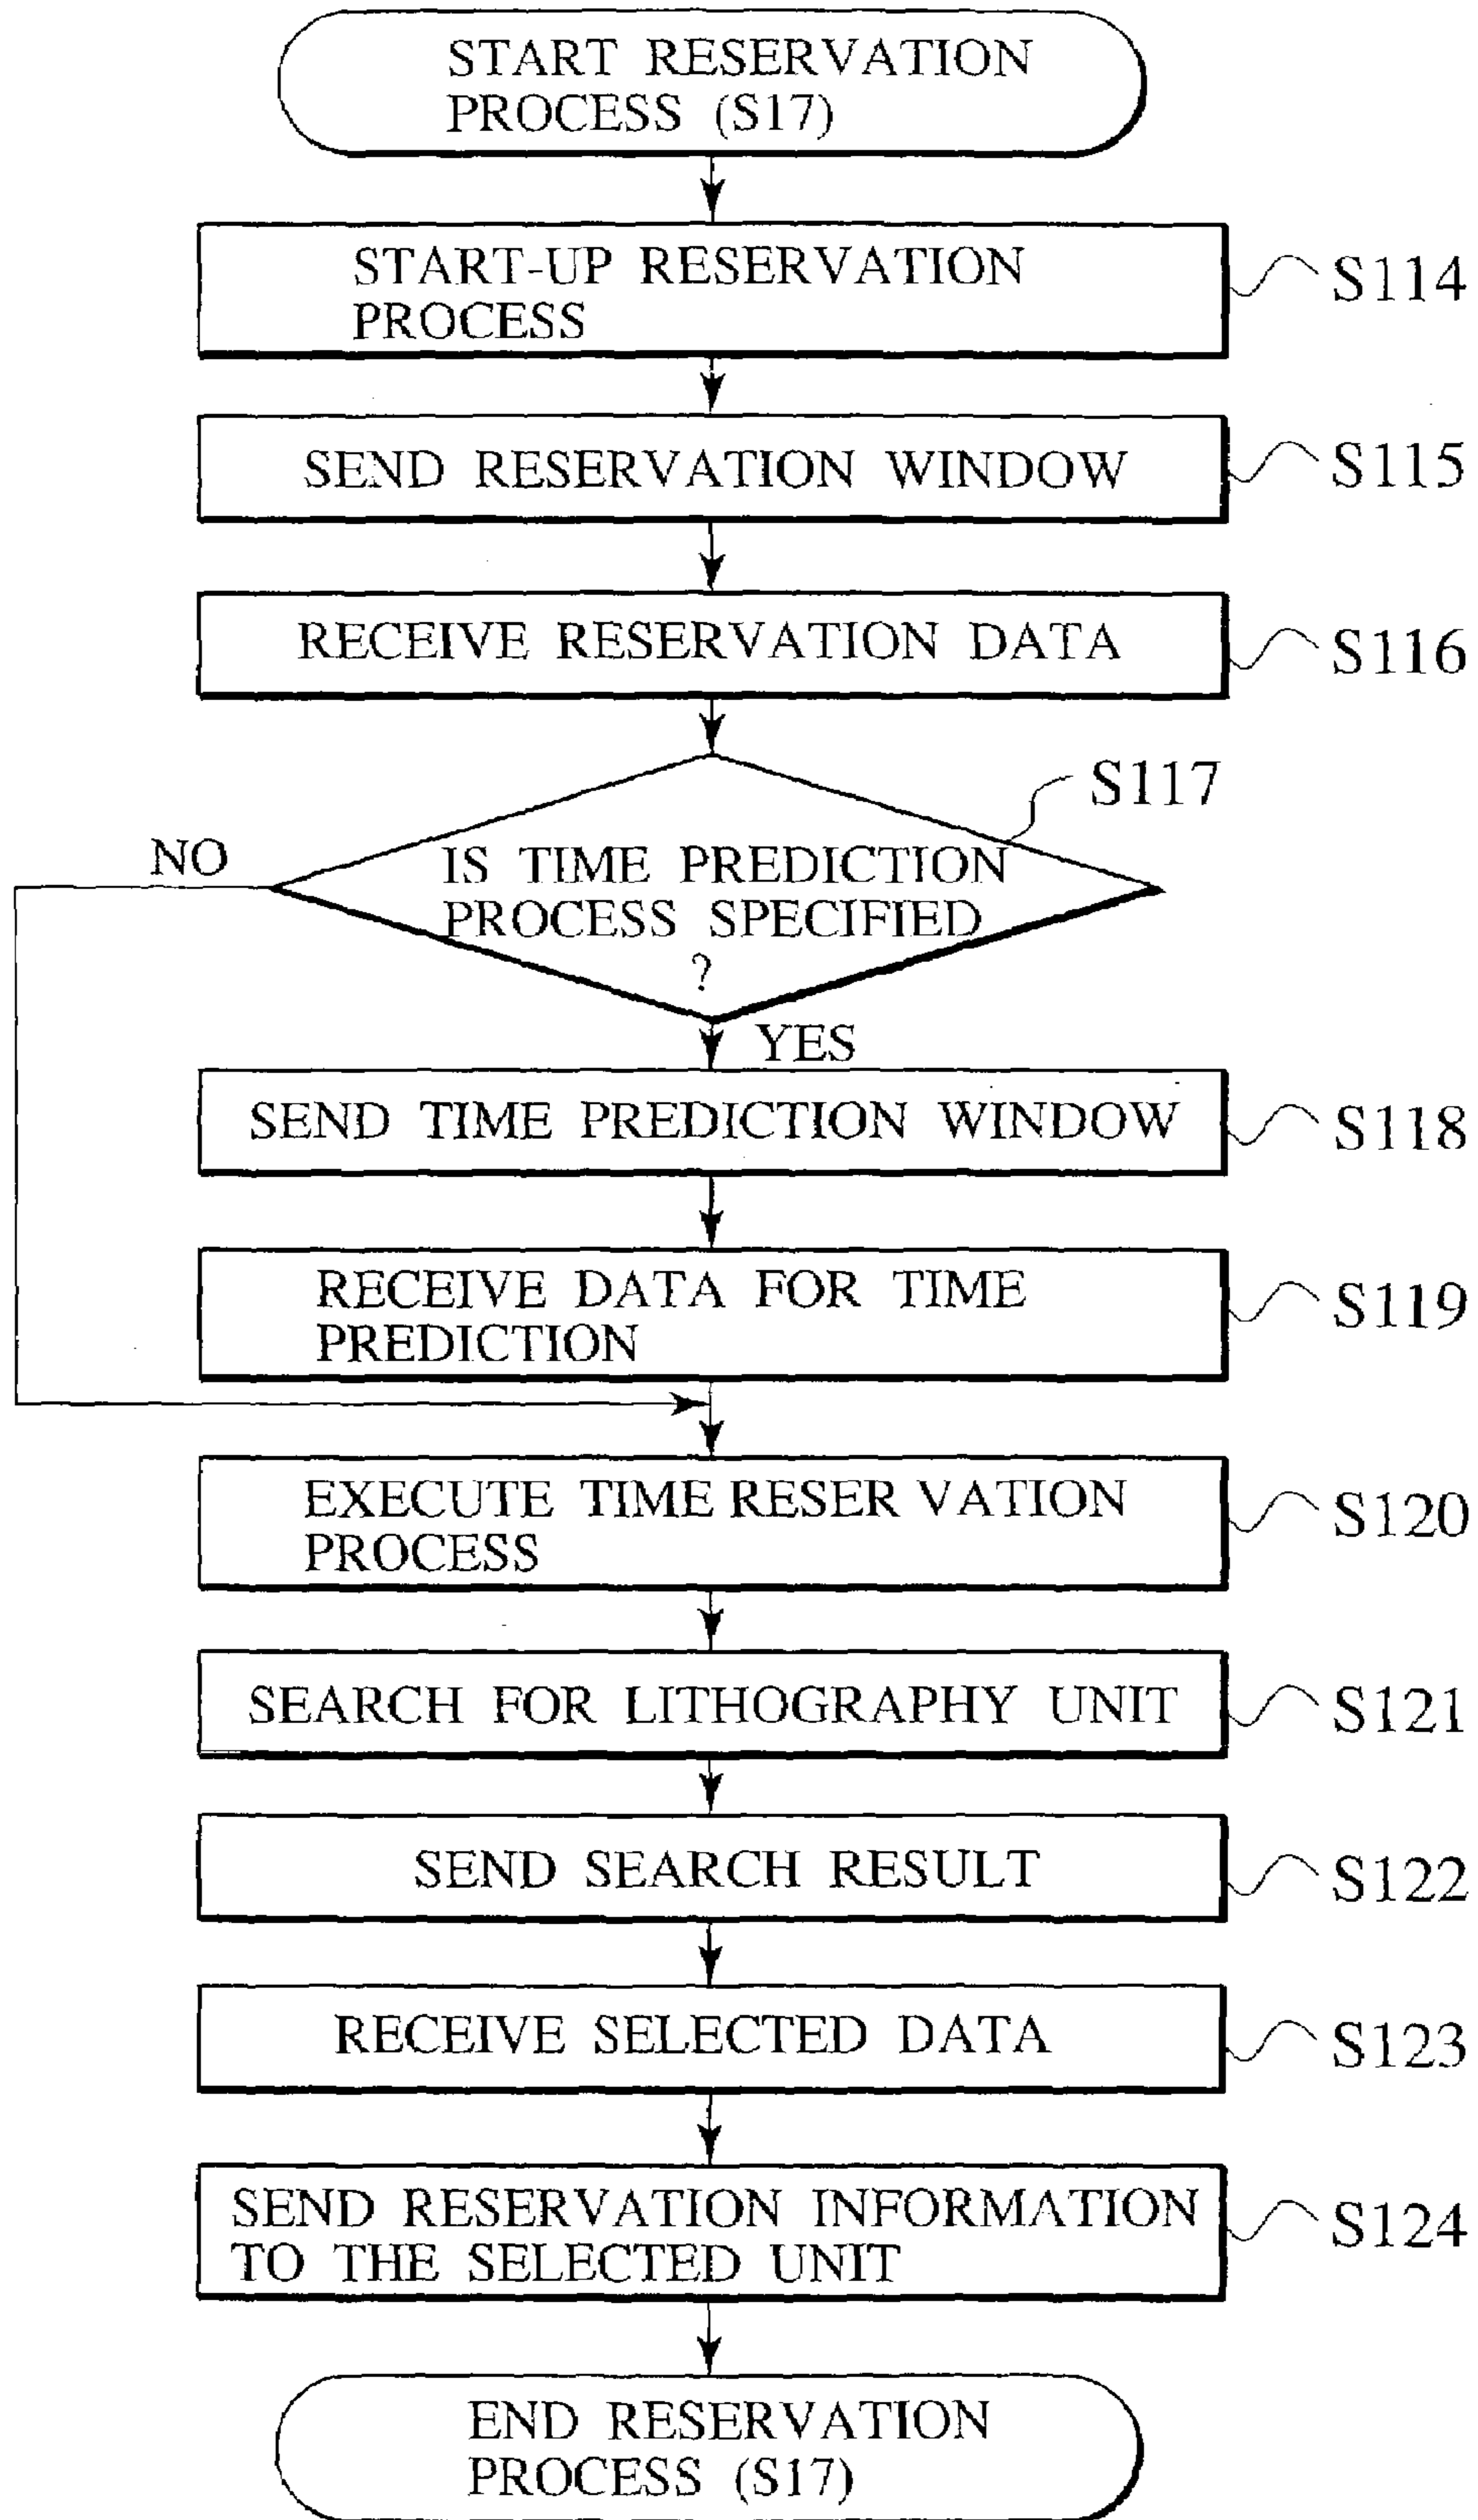 START RESERVATION
PROCESS (S17)
START-UP RESERVATION
PROCESS
S114
SEND RESERVATION WINDOW
S115
RECEIVE RESERVATION DATA
S116
S117
NO
IS TIME PREDICTION
PROCESS SPECIFIED
?
YES
SEND TIME PREDICTION WINDOW
S118
RECEIVE DATA FOR TIME
PREDICTION
S119
EXECUTE TIME RESER VATION
PROCESS
S120
SEARCH FOR LITHOGRAPHY UNIT
S121
SEND SEARCH RESULT
S122
RECEIVE SELECTED DATA
S123
SEND RESERVATION INFORMATION
TO THE SELECTED UNIT
S124
END RESERVATION
PROCESS (S17)